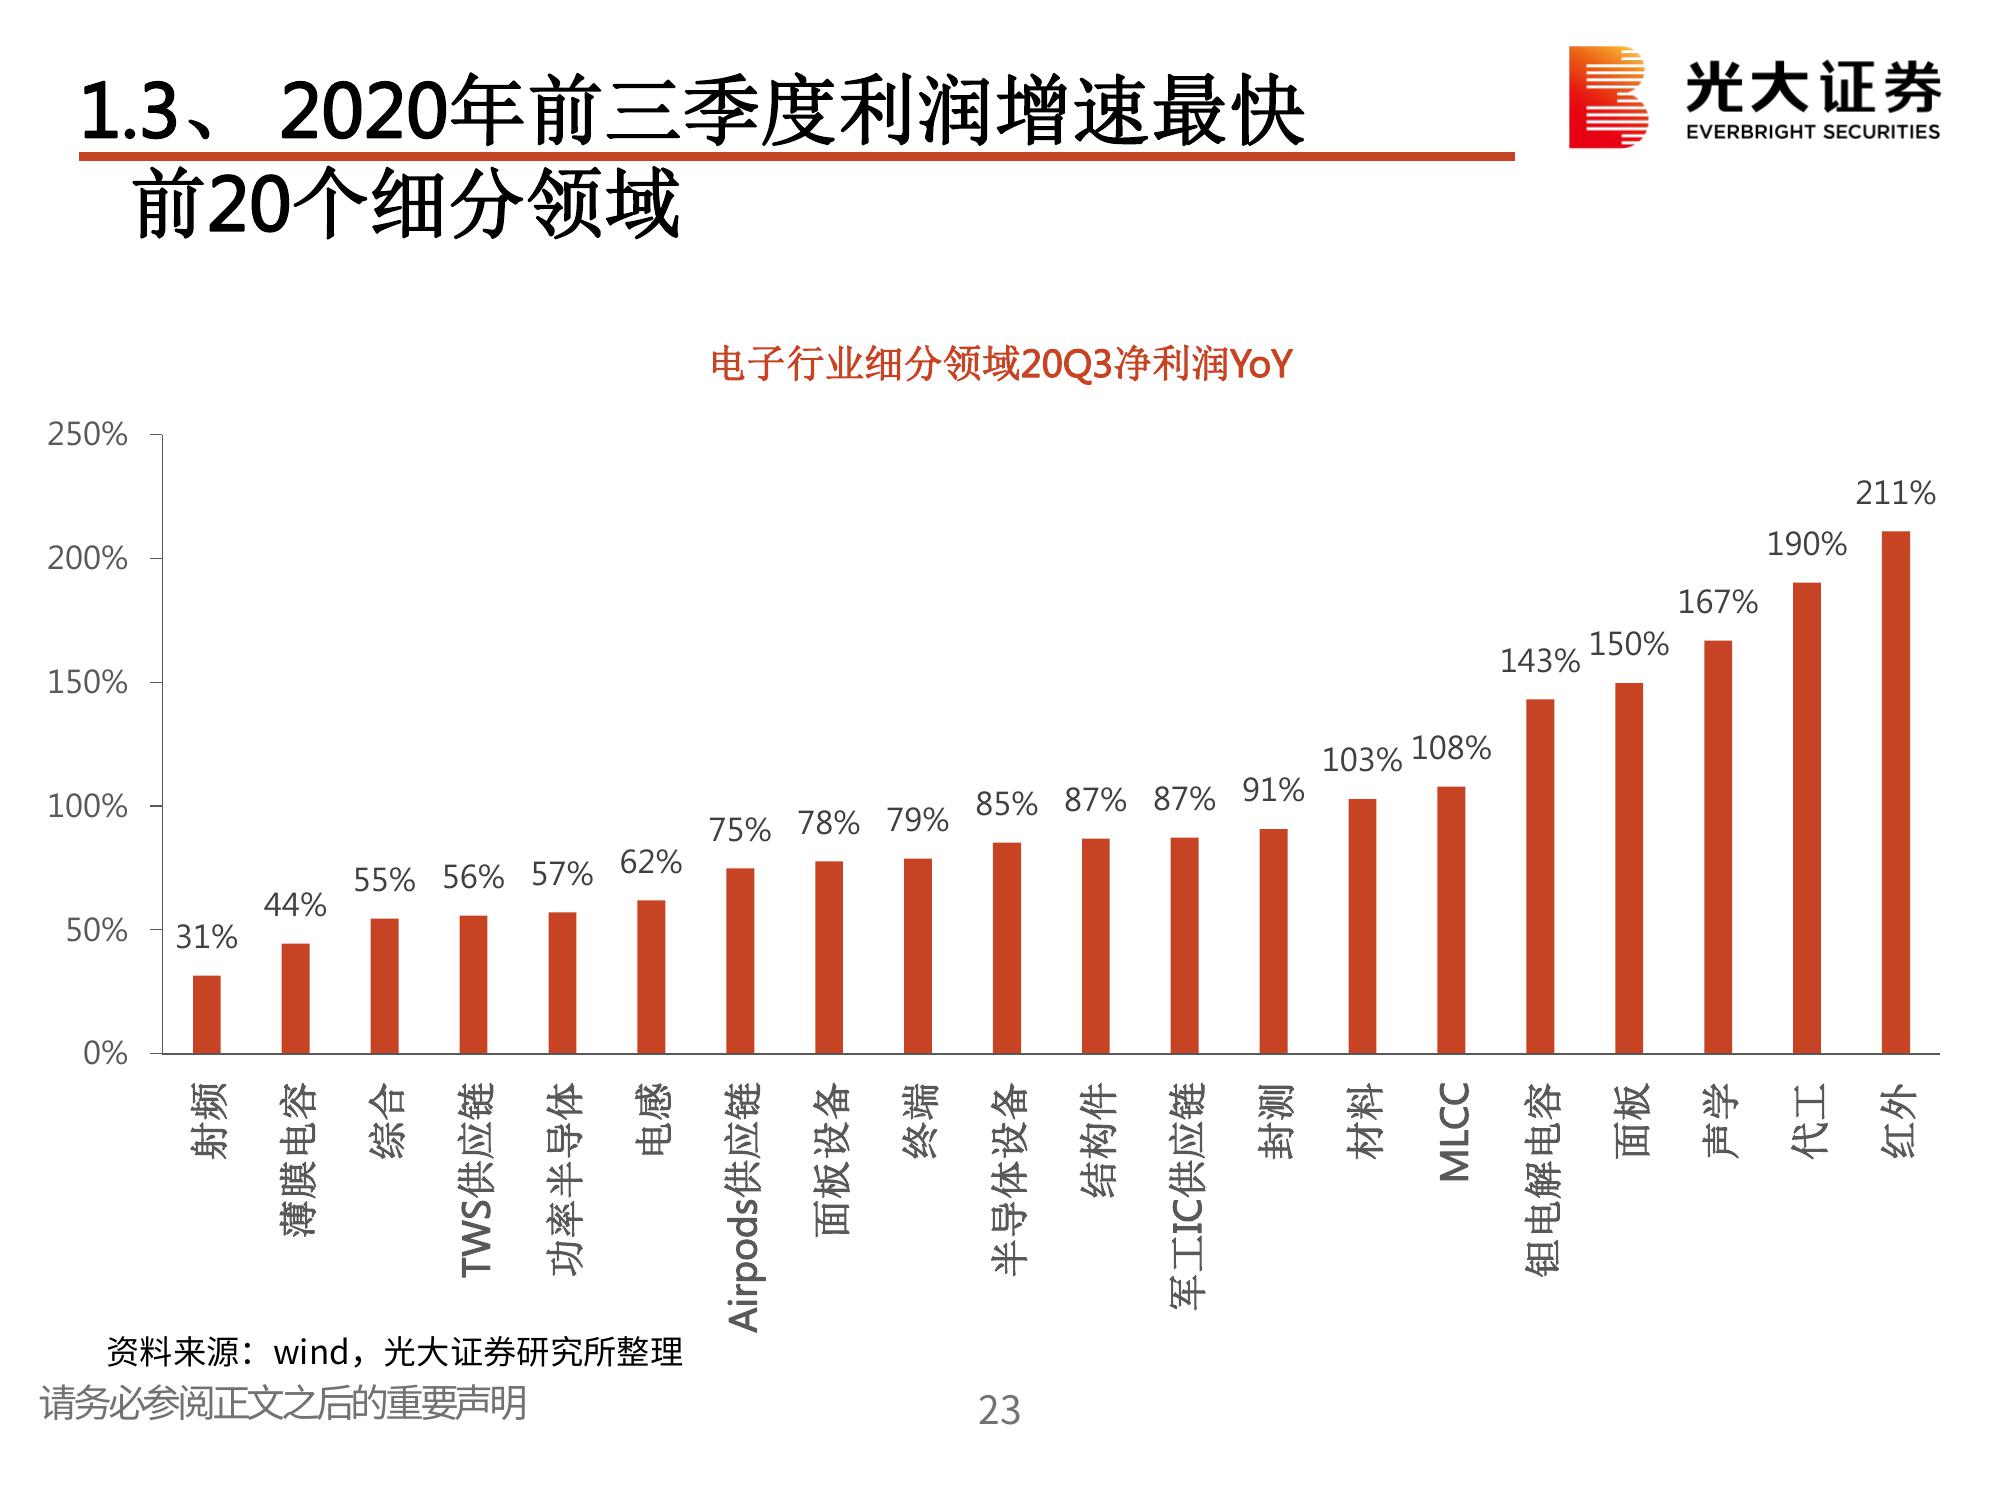 1.3、 2020年前三季度利润增速最快
前20个细分领域
光大证券
EVERBRIGHT SECURITIES
电子行业细分领域20Q3净利润YoY
250%
200%
150%
100%
50%
0%
31%
44%
55%
56%
57%
62%
75%
78%
79%
85%
87%
87%
91%
103%
108%
143%
150%
167%
190%
211%
射频
薄膜电容
综合
TWS供应链
功率半导体
电感
Airpods供应链
面板设备
终端
半导体设备
结构件
军工IC供应链
封测
材料
MLCC
钽电解电容
面板
声学
代工
红外
资料来源：wind，光大证券研究所整理
请务必参阅正文之后的重要声明
23